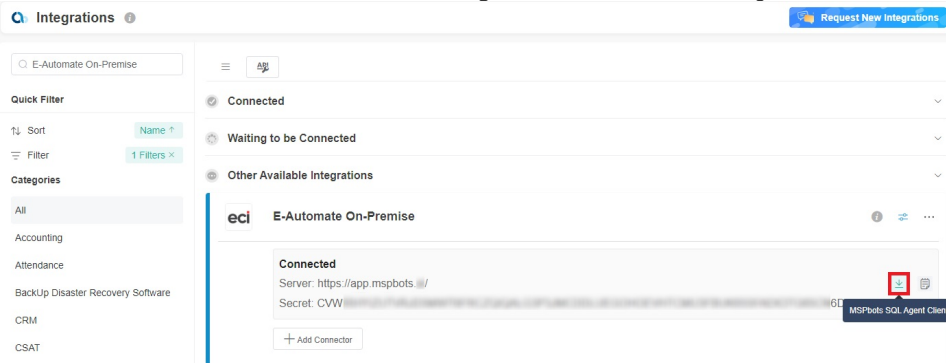 Integrations
Request New Integrations
E-Automate On-Premise
API
Quick Filter
Connected
Sort
Name ↑
Waiting to be Connected
Filter
1 Filters ×
Categories
Other Available Integrations
All
eci
E-Automate On-Premise
Accounting
Attendance
Connected
Server: https://app.mspbots. /
BackUp Disaster Recovery Software
Secret: CVW
MSPbots SQL Agent Client
CRM
+ Add Connector
CSAT